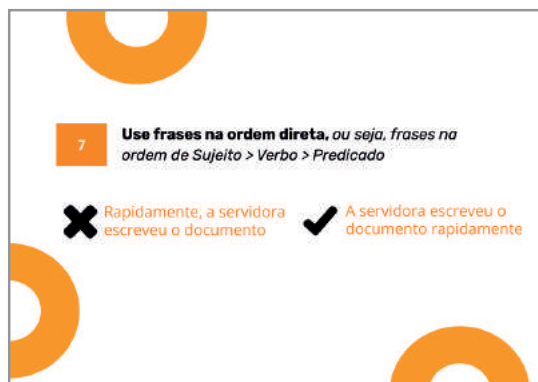 7
Use frases na ordem direta, ou seja, frases na
ordem de Sujeito > Verbo > Predicado
Rapidamente, a servidora
escreveu o documento
A servidora escreveu o
documento rapidamente